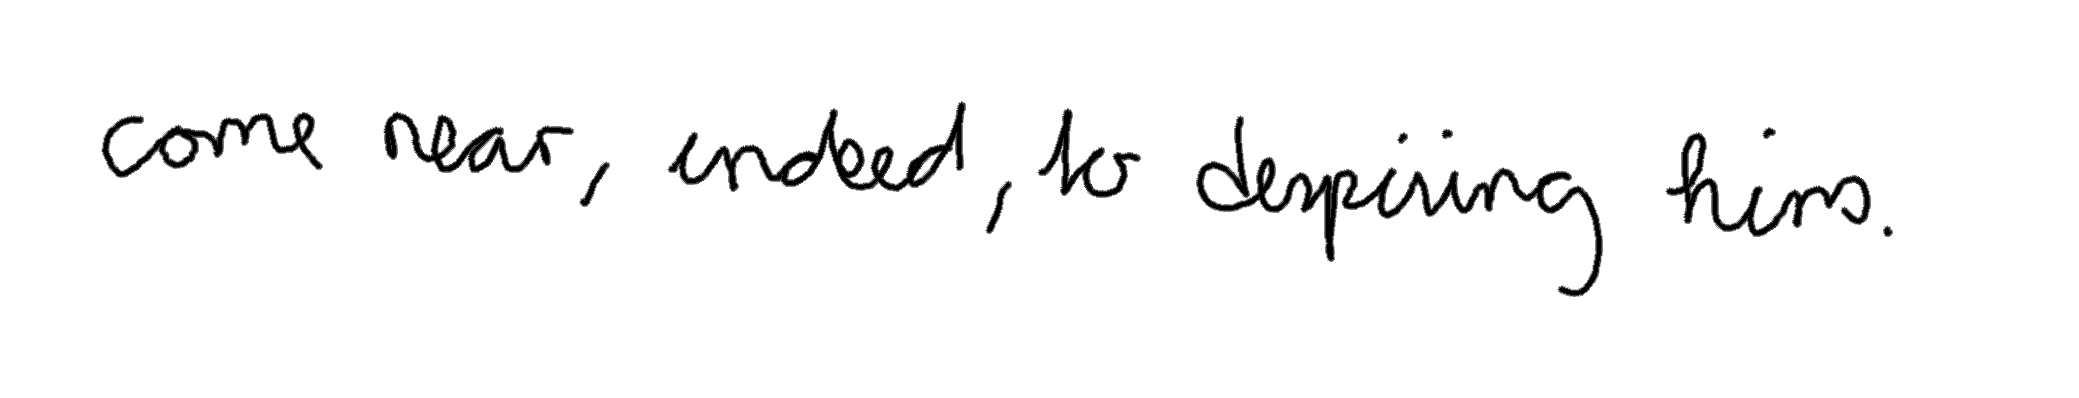 come near, indeed, to despising him.